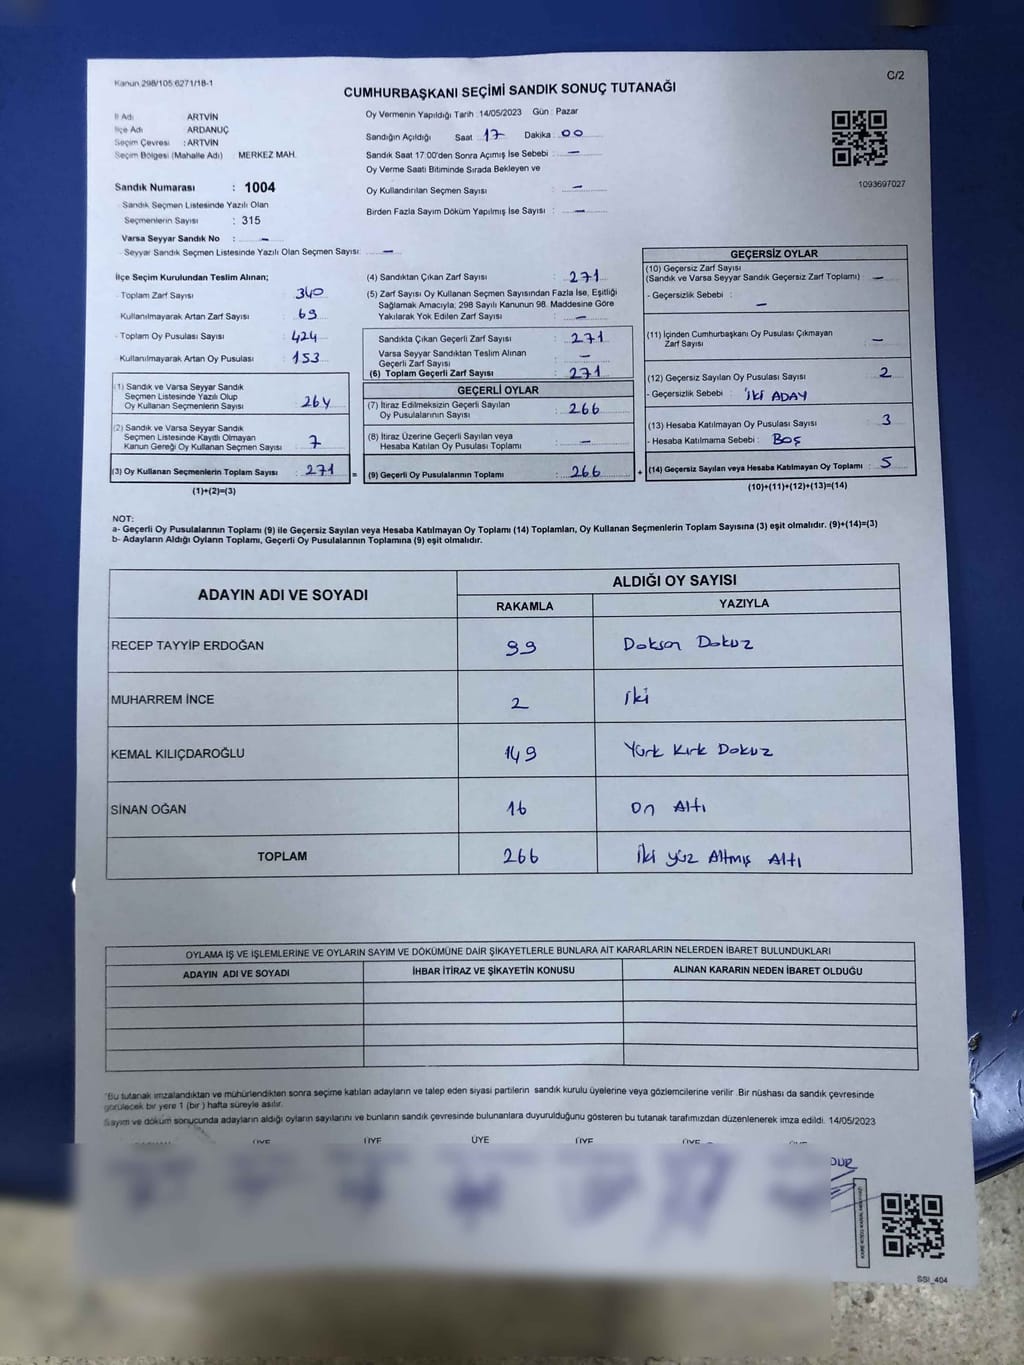 Kanun 298/105 6271/18-1
C/2
CUMHURBAŞKANI SEÇİMİ SANDIK SONUÇ TUTANAĞI
İl Adı ARTVİN
İlçe Adı ARDANUÇ
Seçim Çevresi : ARTVİN
Seçim Bölgesi (Mahalle Adı) MERKEZ MAH.
Sandık Numarası : 1004
Sandık Seçmen Listesinde Yazılı Olan
Seçmenlerin Sayısı : 315
Varsa Seyyar Sandık No : —
Seyyar Sandık Seçmen Listesinde Yazılı Olan Seçmen Sayısı: —
Oy Vermenin Yapıldığı Tarih 14/05/2023 Gün : Pazar
Sandığın Açıldığı Saat 17 Dakika : 00
Sandık Saat 17:00'den Sonra Açımış İse Sebebi : —
Oy Verme Saati Bitiminde Sırada Bekleyen ve
Oy Kullandırılan Seçmen Sayısı : —
Birden Fazla Sayım Döküm Yapılmış İse Sayısı : —
1093697027
İlçe Seçim Kurulundan Teslim Alınan;
Toplam Zarf Sayısı : 340
Kullanılmayarak Artan Zarf Sayısı : 69
Toplam Oy Pusulası Sayısı : 424
Kullanılmayarak Artan Oy Pusulası : 153
(1) Sandık ve Varsa Seyyar Sandık
Seçmen Listesinde Yazılı Olup
Oy Kullanan Seçmenlerin Sayısı : 264
(2) Sandık ve Varsa Seyyar Sandık
Seçmen Listesinde Kayıtlı Olmayan
Kanun Gereği Oy Kullanan Seçmen Sayısı : 7
(3) Oy Kullanan Seçmenlerin Toplam Sayısı : 271 =
(1)+(2)=(3)
(4) Sandıktan Çıkan Zarf Sayısı : 271
(5) Zarf Sayısı Oy Kullanan Seçmen Sayısından Fazla İse, Eşitliği
Sağlamak Amacıyla; 298 Sayılı Kanunun 98. Maddesine Göre
Yakılarak Yok Edilen Zarf Sayısı : —
Sandıkta Çıkan Geçerli Zarf Sayısı : 271
Varsa Seyyar Sandıktan Teslim Alınan
Geçerli Zarf Sayısı : —
(6) Toplam Geçerli Zarf Sayısı : 271
GEÇERLİ OYLAR
(7) İtiraz Edilmeksizin Geçerli Sayılan
Oy Pusulalarının Sayısı : 266
(8) İtiraz Üzerine Geçerli Sayılan veya
Hesaba Katılan Oy Pusulası Toplamı : —
(9) Geçerli Oy Pusulalarının Toplamı : 266 +
GEÇERSİZ OYLAR
(10) Geçersiz Zarf Sayısı
(Sandık ve Varsa Seyyar Sandık Geçersiz Zarf Toplamı) : —
- Geçersizlik Sebebi : —
(11) İçinden Cumhurbaşkanı Oy Pusulası Çıkmayan
Zarf Sayısı : —
(12) Geçersiz Sayılan Oy Pusulası Sayısı : 2
- Geçersizlik Sebebi : İKİ ADAY
(13) Hesaba Katılmayan Oy Pusulası Sayısı : 3
- Hesaba Katılmama Sebebi : BOŞ
(14) Geçersiz Sayılan veya Hesaba Katılmayan Oy Toplamı : 5
(10)+(11)+(12)+(13)=(14)
NOT:
a- Geçerli Oy Pusulalarının Toplamı (9) ile Geçersiz Sayılan veya Hesaba Katılmayan Oy Toplamı (14) Toplamları, Oy Kullanan Seçmenlerin Toplam Sayısına (3) eşit olmalıdır. (9)+(14)=(3)
b- Adayların Aldığı Oyların Toplamı, Geçerli Oy Pusulalarının Toplamına (9) eşit olmalıdır.
ADAYIN ADI VE SOYADI ALDIĞI OY SAYISI
RAKAMLA YAZIYLA
RECEP TAYYİP ERDOĞAN 99 Doksan Dokuz
MUHARREM İNCE 2 iki
KEMAL KILIÇDAROĞLU 149 Kırk Dokuz
SİNAN OĞAN 16 On Altı
TOPLAM 266 iki yüz Altmış Altı
OYLAMA İŞ VE İŞLEMLERİNE VE OYLARIN SAYIM VE DÖKÜMÜNE DAİR ŞİKAYETLERLE BUNLARA AİT KARARLARIN NELERDEN İBARET BULUNDUKLARI
ADAYIN ADI VE SOYADI İHBAR İTİRAZ VE ŞİKAYETİN KONUSU ALINAN KARARIN NEDEN İBARET OLDUĞU
*Bu tutanak imzalandıktan ve mühürlendikten sonra seçime katılan adayların ve talep eden siyasi partilerin sandık kurulu üyelerine veya gözlemcilerine verilir. Bir nüshası da sandık çevresinde
görülecek bir yere 1 (bir) hafta süreyle asılır.
Sayım ve döküm sonucunda adayların aldığı oyların sayılarını ve bunların sandık çevresinde bulunanlara duyurulduğunu gösteren bu tutanak tarafımızdan düzenlenerek imza edildi. 14/05/2023
ÜYE ÜYE ÜYE ÜYE ÜYE
SSI_404